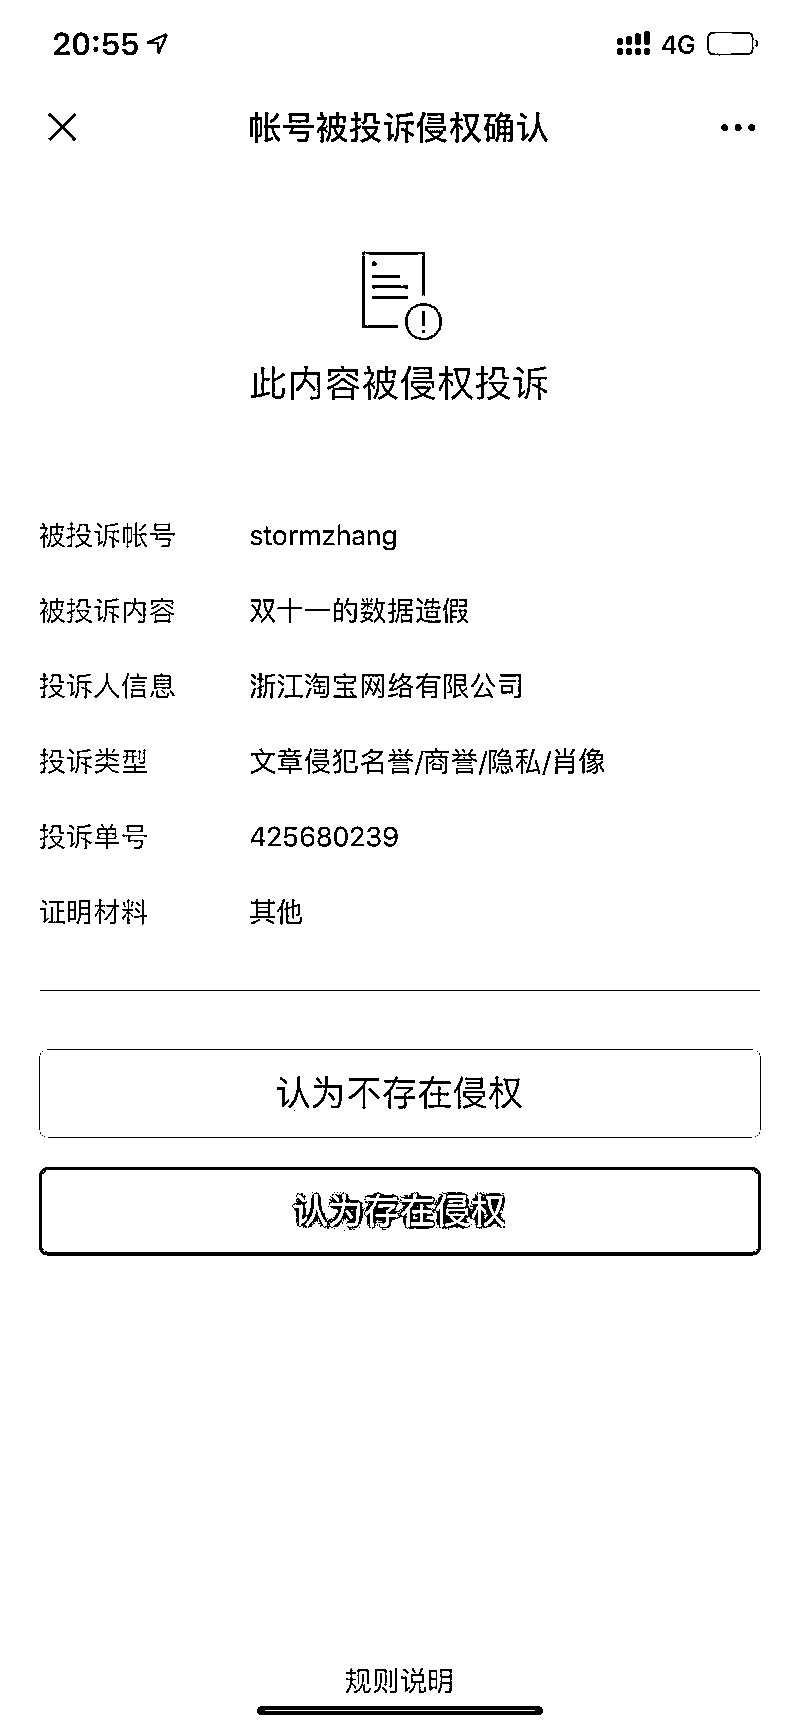 20:55 4G
帐号被投诉侵权确认
此内容被侵权投诉
被投诉帐号 stormzhang
被投诉内容 双十一的数据造假
投诉人信息 浙江淘宝网络有限公司
投诉类型 文章侵犯名誉/商誉/隐私/肖像
投诉单号 425680239
证明材料 其他
认为不存在侵权
认为存在侵权
规则说明